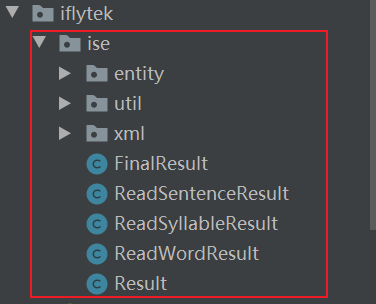 iflytek
ise
entity
util
xml
C FinalResult
C ReadSentenceResult
C ReadSyllableResult
C ReadWordResult
C Result